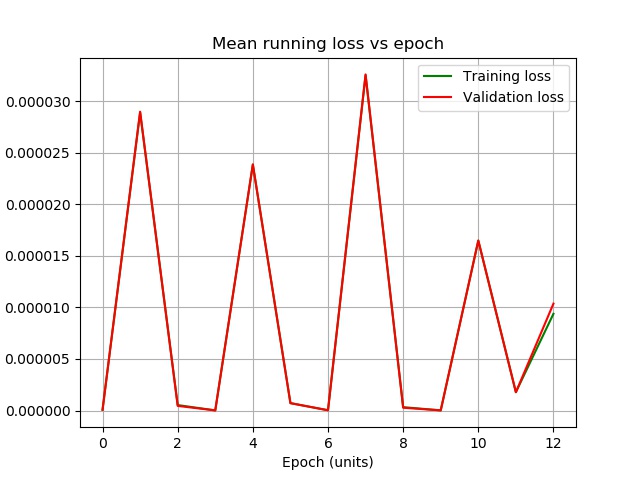 Mean running loss vs epoch
Training loss
Validation loss
0.000030
0.000025
0.000020
0.000015
0.000010
0.000005
0.000000
0 2 4 6 8 10 12
Epoch (units)